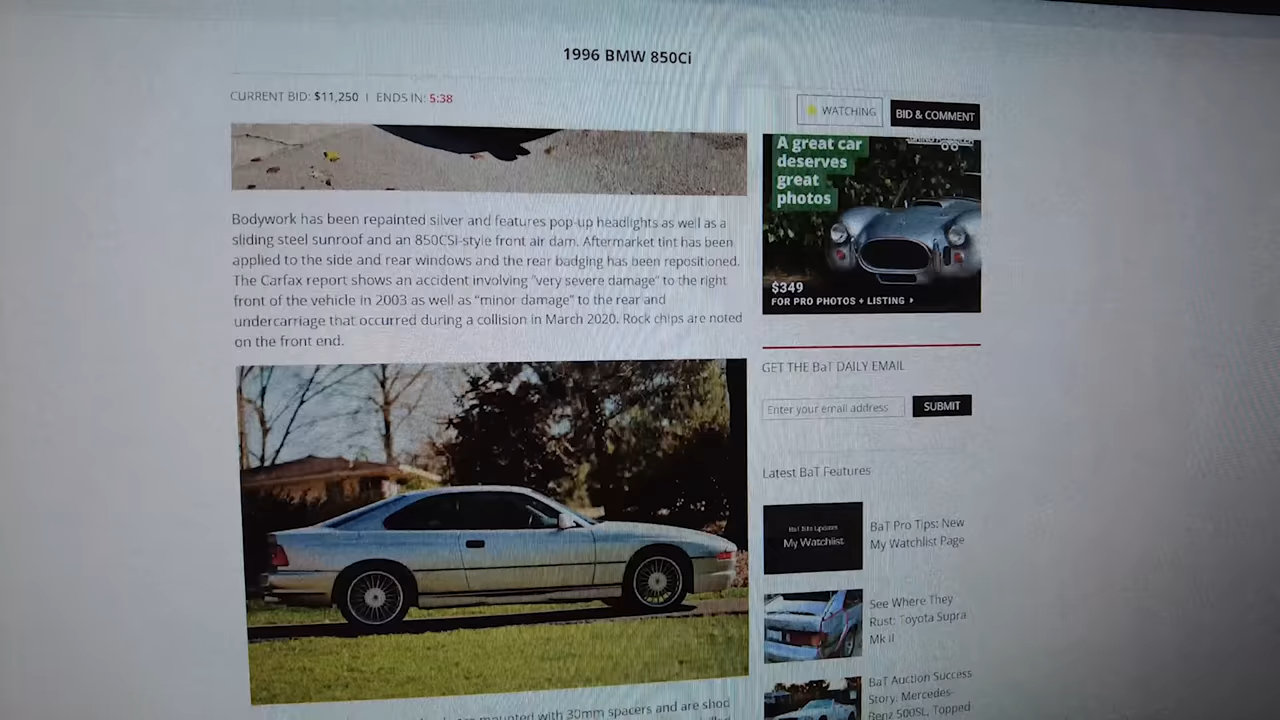 1996 BMW 850Ci
CURRENT BID: $11,250 | ENDS IN: 5:38
WATCHING
BID & COMMENT
A great car
deserves
great
photos
$349
FOR PRO PHOTOS + LISTING
Bodywork has been repainted silver and features pop-up headlights as well as a
sliding steel sunroof and an 850CSi-style front air dam. Aftermarket tint has been
applied to the side and rear windows and the rear badging has been repositioned.
The Carfax report shows an accident involving "very severe damage" to the right
front of the vehicle in 2003 as well as "minor damage" to the rear and
undercarriage that occurred during a collision in March 2020. Rock chips are noted
on the front end.
GET THE BaT DAILY EMAIL
Enter your email address
SUBMIT
Latest BaT Features
BaT Site Updates
My Watchlist
BaT Pro Tips: New
My Watchlist Page
See Where They
Rust: Toyota Supra
Mk II
BaT Auction Success
Story: Mercedes-
Benz 500SL, Topped
mounted with 30mm spacers and are shod